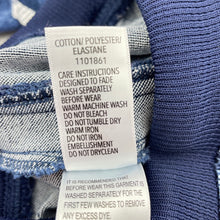 COTTON/ POLYESTER/
ELASTANE
1101861
CARE INSTRUCTIONS
DESIGNED TO FADE
WASH SEPARATELY
BEFORE WEAR
WARM MACHINE WASH
DO NOT BLEACH
DO NOT TUMBLE DRY
WARM IRON
DO NOT IRON
EMBELLISHMENT
DO NOT DRYCLEAN
IT IS RECOMMENDED THAT
BEFORE WEAR THIS GARMENT IS
WASHED SEPARATELY FOR THE
FIRST FEW WASHES TO REMOVE
ANY EXCESS DYE.